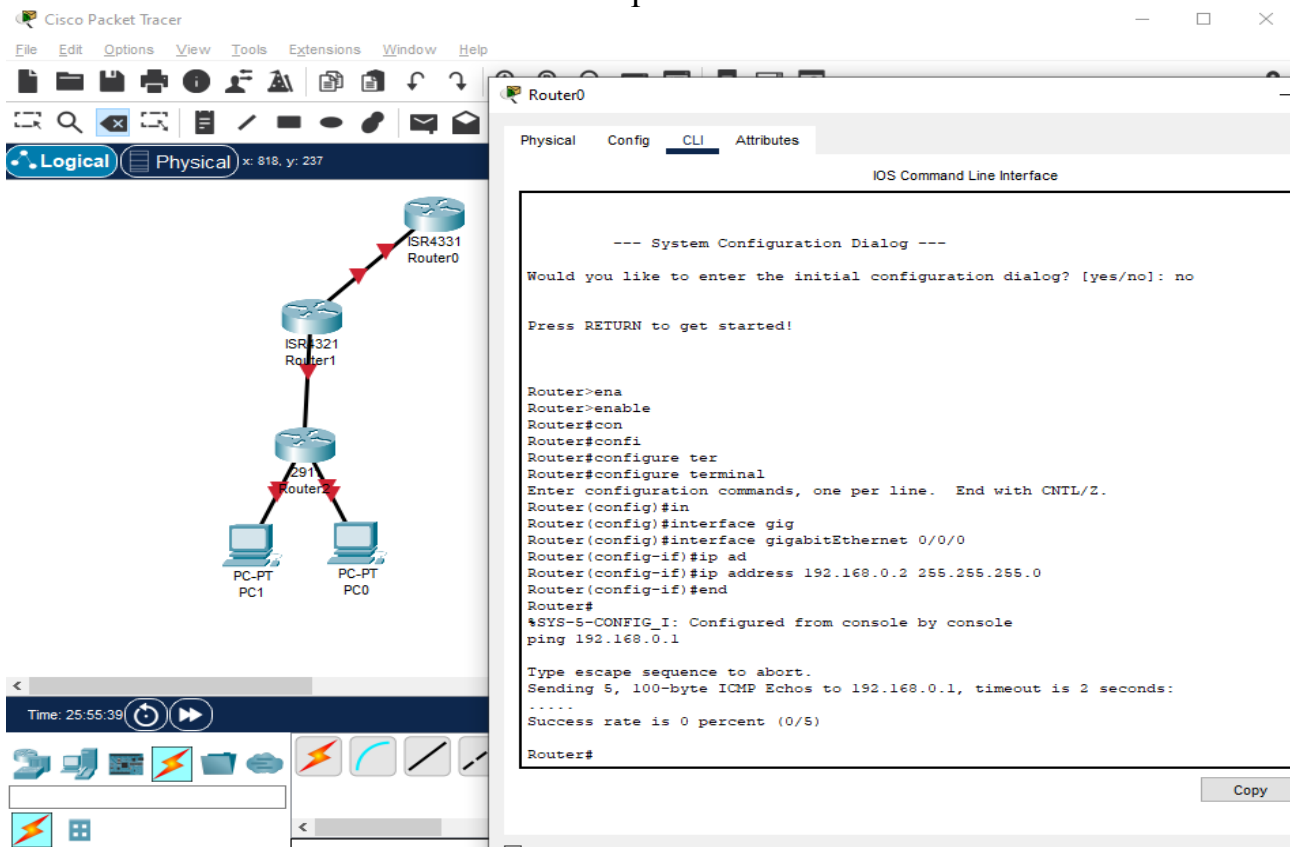 Cisco Packet Tracer
File Edit Options View Tools Extensions Window Help
Logical Physical x: 818, y: 237
ISR4331
Router0
ISR4321
Router1
Router2
PC-PT
PC1
PC-PT
PC0
Time: 25:55:39
Router0
Physical Config CLI Attributes
IOS Command Line Interface
--- System Configuration Dialog ---
Would you like to enter the initial configuration dialog? [yes/no]: no
Press RETURN to get started!
Router>ena
Router>enable
Router#con
Router#confi
Router#configure ter
Router#configure terminal
Enter configuration commands, one per line. End with CNTL/Z.
Router(config)#in
Router(config)#interface gig
Router(config)#interface gigabitEthernet 0/0/0
Router(config-if)#ip ad
Router(config-if)#ip address 192.168.0.2 255.255.255.0
Router(config-if)#end
Router#
%SYS-5-CONFIG_I: Configured from console by console
ping 192.168.0.1
Type escape sequence to abort.
Sending 5, 100-byte ICMP Echos to 192.168.0.1, timeout is 2 seconds:
.....
Success rate is 0 percent (0/5)
Router#
Copy